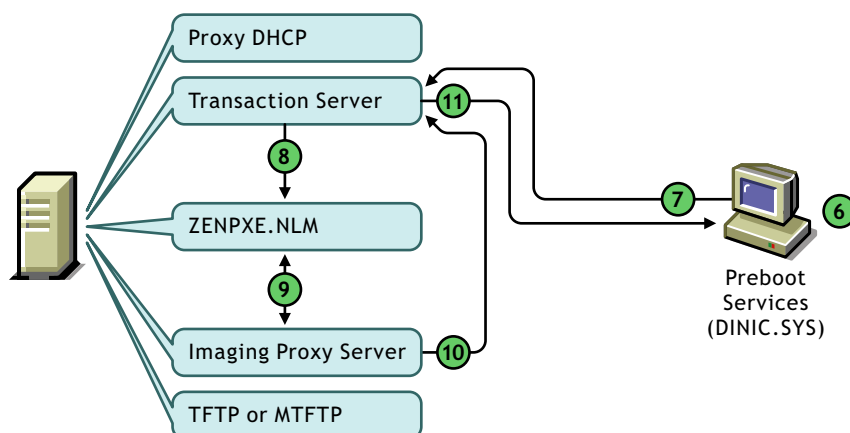 Proxy DHCP
Transaction Server
11
8
7
6
ZENPXE.NLM
9
Preboot
Services
(DINIC.SYS)
Imaging Proxy Server
10
TFTP or MTFTP